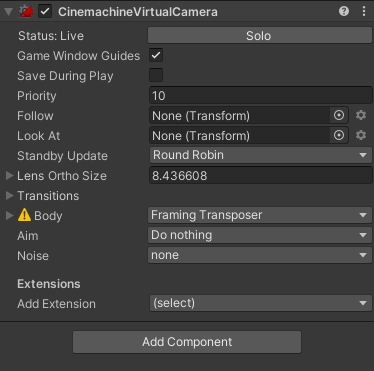 CinemachineVirtualCamera
Status: Live Solo
Game Window Guides
Save During Play
Priority 10
Follow None (Transform)
Look At None (Transform)
Standby Update Round Robin
Lens Ortho Size 8.436608
Transitions
Body Framing Transposer
Aim Do nothing
Noise none
Extensions
Add Extension (select)
Add Component